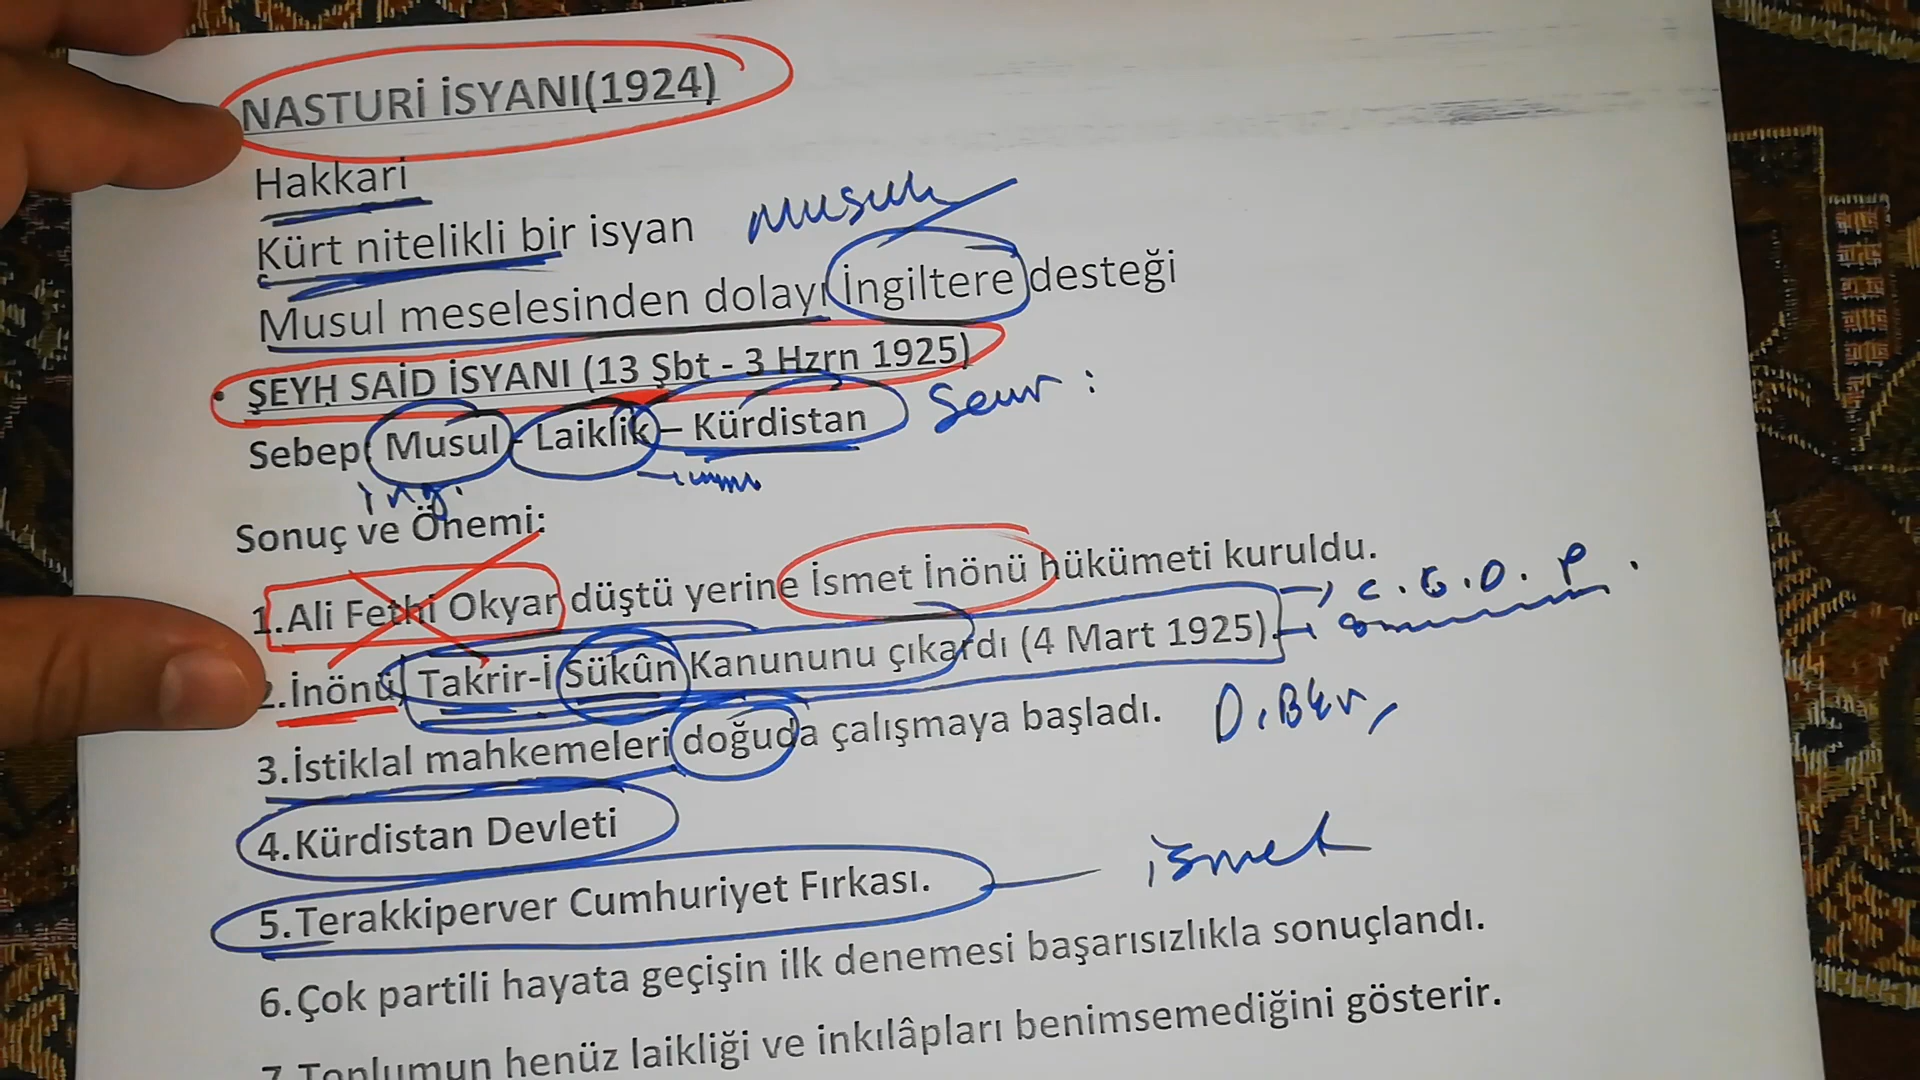 NASTURİ İSYANI(1924)
Hakkari
Kürt nitelikli bir isyan Musul
Musul meselesinden dolayı İngiltere desteği
• ŞEYH SAİD İSYANI (13 Şbt - 3 Hzrn 1925)
Sebep: Musul - Laiklik – Kürdistan Sevr :
ing.
Sonuç ve Önemi:
1.Ali Fethi Okyar düştü yerine İsmet İnönü hükümeti kuruldu.
2.İnönü Takrir-İ Sükûn Kanununu çıkardı (4 Mart 1925).
3.İstiklal mahkemeleri doğuda çalışmaya başladı.
4.Kürdistan Devleti
5.Terakkiperver Cumhuriyet Fırkası. ismet
6.Çok partili hayata geçişin ilk denemesi başarısızlıkla sonuçlandı.
7.Toplumun henüz laikliği ve inkılâpları benimsemediğini gösterir.